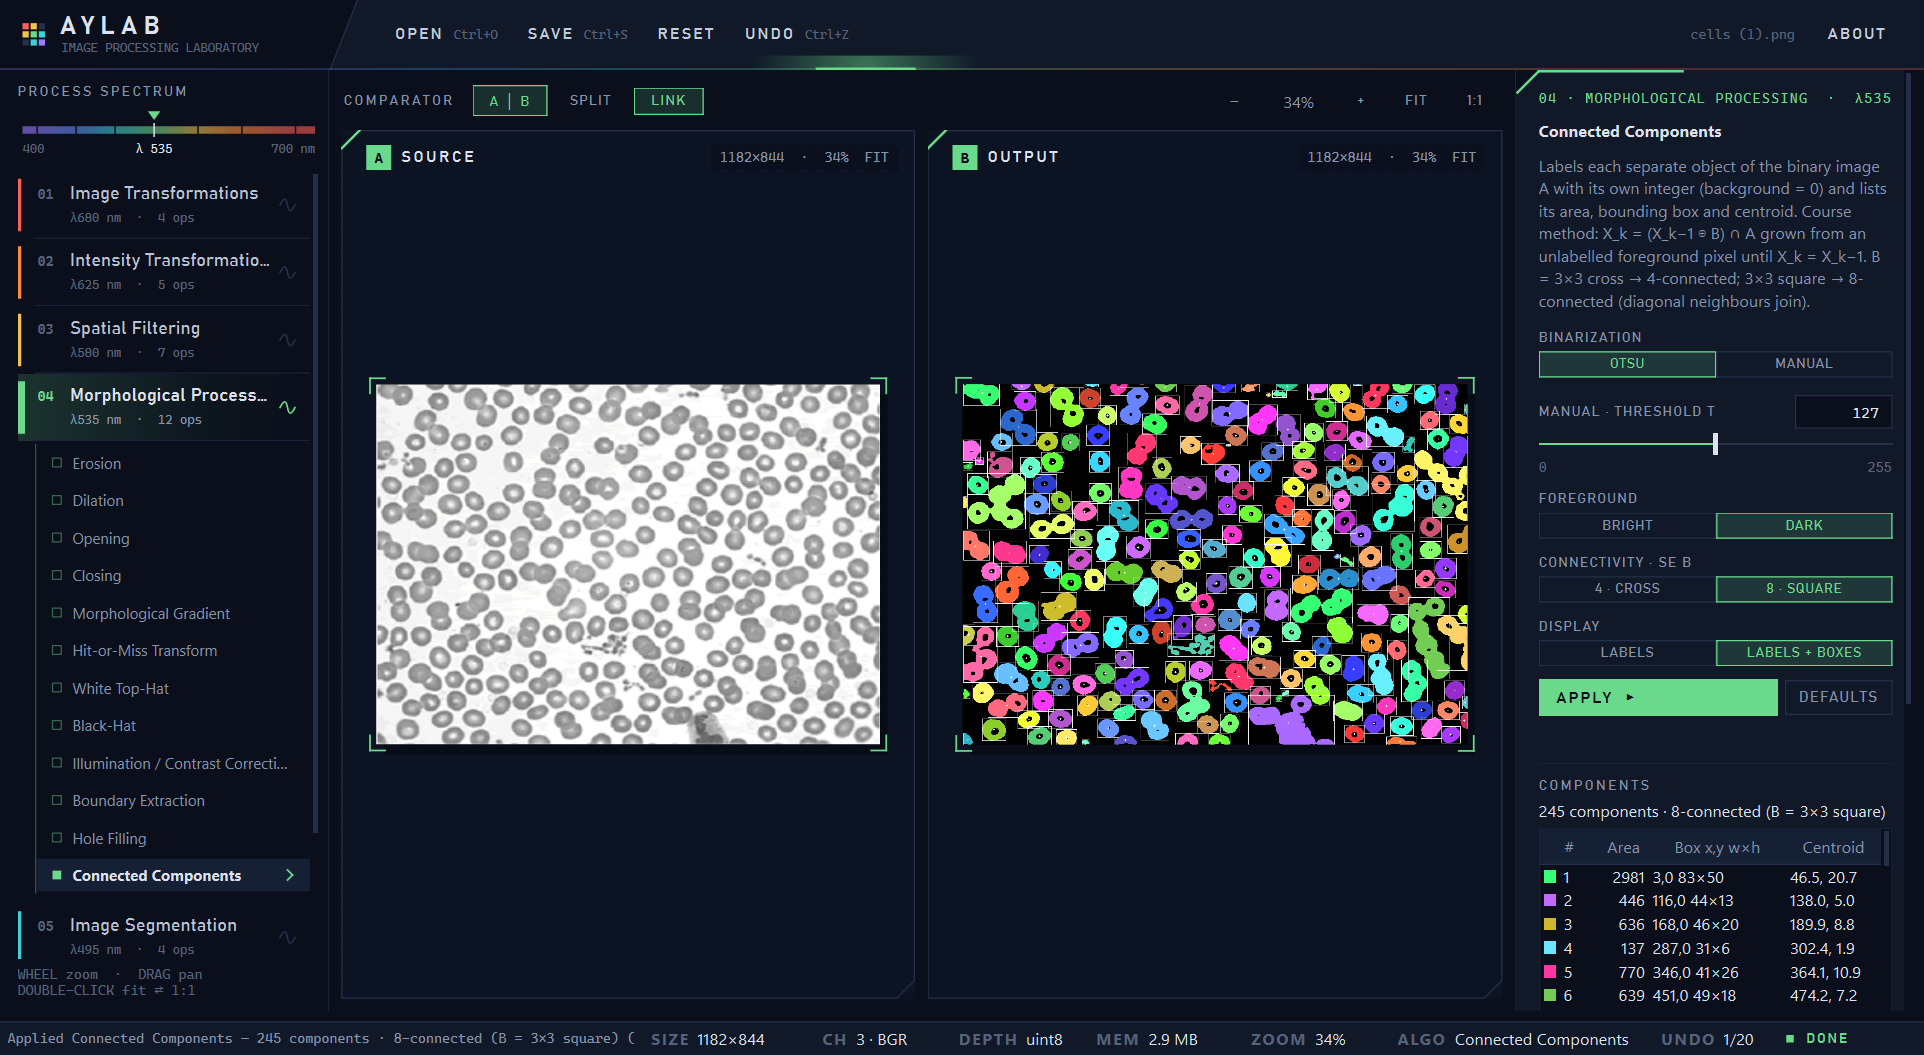 AYLAB
IMAGE PROCESSING LABORATORY
OPEN Ctrl+O SAVE Ctrl+S RESET UNDO Ctrl+Z
cells (1).png ABOUT
PROCESS SPECTRUM
400 λ 535 700 nm
01 Image Transformations
λ680 nm · 4 ops
02 Intensity Transformatio...
λ625 nm · 5 ops
03 Spatial Filtering
λ580 nm · 7 ops
04 Morphological Process...
λ535 nm · 12 ops
Erosion
Dilation
Opening
Closing
Morphological Gradient
Hit-or-Miss Transform
White Top-Hat
Black-Hat
Illumination / Contrast Correcti...
Boundary Extraction
Hole Filling
Connected Components
05 Image Segmentation
λ495 nm · 4 ops
WHEEL zoom · DRAG pan
DOUBLE-CLICK fit ⇄ 1:1
COMPARATOR A | B SPLIT LINK
– 34% + FIT 1:1
A SOURCE 1182×844 · 34% FIT
B OUTPUT 1182×844 · 34% FIT
04 · MORPHOLOGICAL PROCESSING · λ535
Connected Components
Labels each separate object of the binary image
A with its own integer (background = 0) and lists
its area, bounding box and centroid. Course
method: X_k = (X_k−1 ⊕ B) ∩ A grown from an
unlabelled foreground pixel until X_k = X_k−1. B
= 3×3 cross → 4-connected; 3×3 square → 8-
connected (diagonal neighbours join).
BINARIZATION
OTSU MANUAL
MANUAL · THRESHOLD T 127
0 255
FOREGROUND
BRIGHT DARK
CONNECTIVITY · SE B
4 · CROSS 8 · SQUARE
DISPLAY
LABELS LABELS + BOXES
APPLY ▸ DEFAULTS
COMPONENTS
245 components · 8-connected (B = 3×3 square)
# Area Box x,y w×h Centroid
1 2981 3,0 83×50 46.5, 20.7
2 446 116,0 44×13 138.0, 5.0
3 636 168,0 46×20 189.9, 8.8
4 137 287,0 31×6 302.4, 1.9
5 770 346,0 41×26 364.1, 10.9
6 639 451,0 49×18 474.2, 7.2
Applied Connected Components — 245 components · 8-connected (B = 3×3 square) ( SIZE 1182×844 CH 3 · BGR DEPTH uint8 MEM 2.9 MB ZOOM 34% ALGO Connected Components UNDO 1/20 DONE